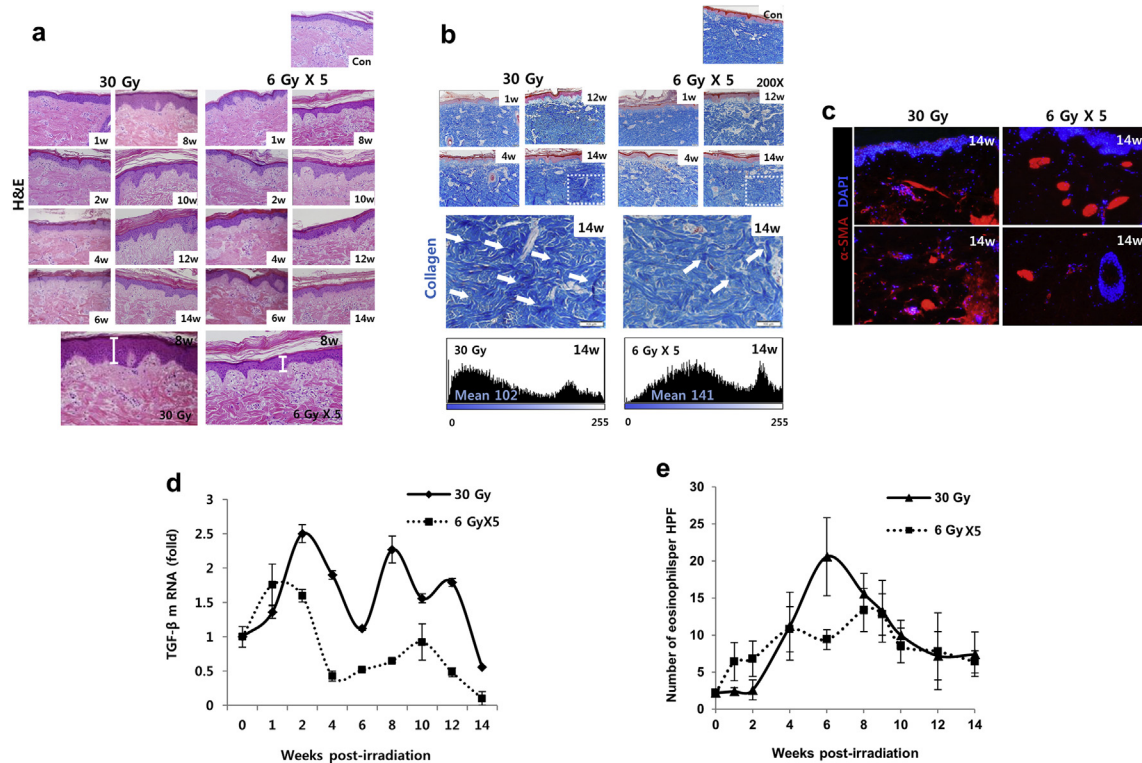 a
Con
30 Gy
6 Gy X 5
H&E
1w
8w
1w
8w
2w
10w
2w
10w
4w
12w
4w
12w
6w
14w
6w
14w
8w
30 Gy
8w
6 Gy X 5
b
Con
30 Gy
6 Gy X 5
200X
1w
12w
1w
12w
4w
14w
4w
14w
Collagen
14w
14w
30 Gy
14w
Mean 102
0
255
6 Gy X 5
14w
Mean 141
0
255
c
30 Gy
6 Gy X 5
α-SMA DAPI
14w
14w
14w
14w
d
TGF-β m RNA (folld)
3
2.5
2
1.5
1
0.5
0
0 1 2 4 6 8 10 12 14
Weeks post-irradiation
30 Gy
6 GyX5
e
Number of eosinophilsper HPF
30
25
20
15
10
5
0
0 2 4 6 8 10 12 14
Weeks post-irradiation
30 Gy
6 Gy X5